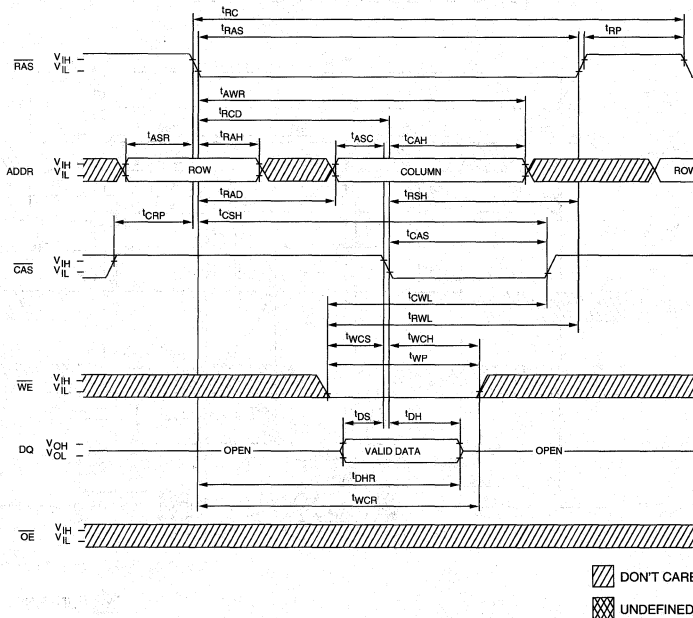 tRC
tRAS
tRP
RAS
VIH
VIL
tAWR
tRCD
tASR
tRAH
tASC
tCAH
ADDR
VIH
VIL
ROW
COLUMN
ROW
tRAD
tRSH
tCRP
tCSH
tCAS
CAS
VIH
VIL
tCWL
tRWL
tWCS
tWCH
tWP
WE
VIH
VIL
tDS
tDH
DQ
VOH
VOL
OPEN
VALID DATA
OPEN
tDHR
tWCR
OE
VIH
VIL
DON'T CARE
UNDEFINED